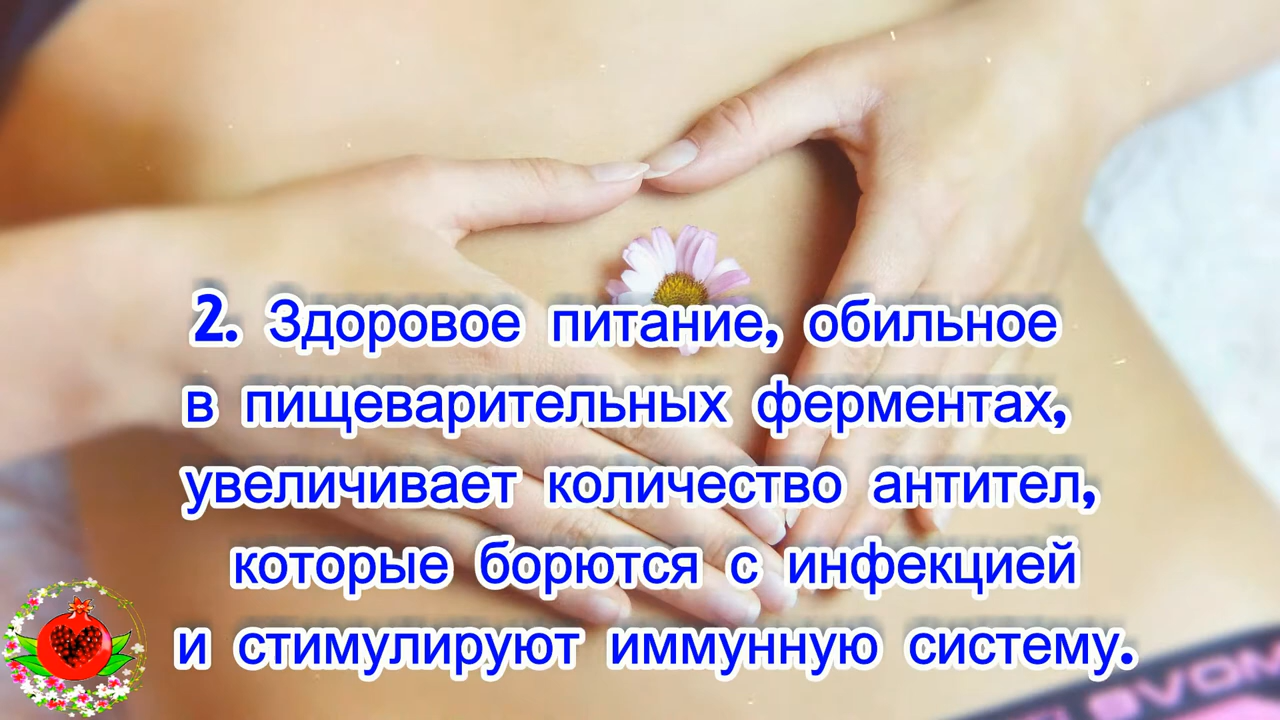 2. Здоровое питание, обильное
в пищеварительных ферментах,
увеличивает количество антител,
которые борются с инфекцией
и стимулируют иммунную систему.